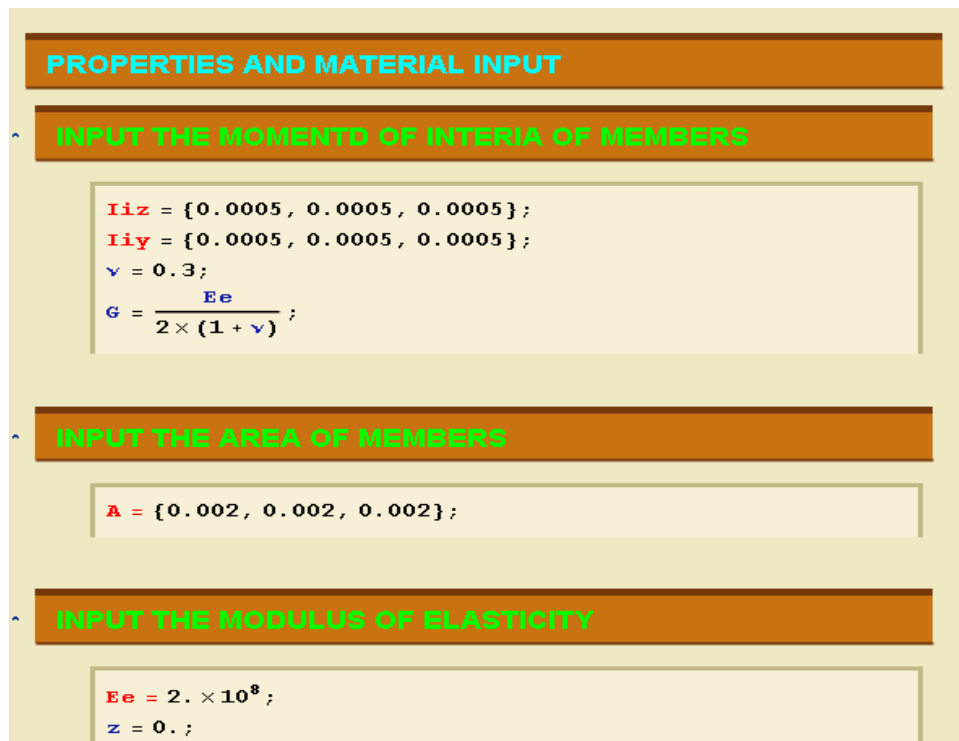 PROPERTIES AND MATERIAL INPUT
INPUT THE MOMENTD OF INTERIA OF MEMBERS
Iiz = {0.0005, 0.0005, 0.0005};
Iiy = {0.0005, 0.0005, 0.0005};
ν = 0.3;
G = Ee / 2 × (1 + ν) ;
INPUT THE AREA OF MEMBERS
A = {0.002, 0.002, 0.002};
INPUT THE MODULUS OF ELASTICITY
Ee = 2. × 10⁸;
z = 0.;